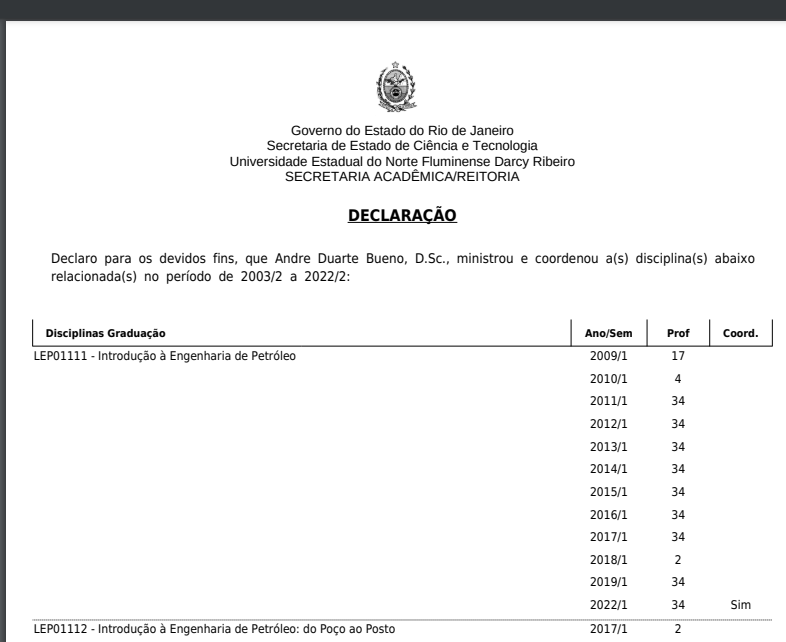 Governo do Estado do Rio de Janeiro
Secretaria de Estado de Ciência e Tecnologia
Universidade Estadual do Norte Fluminense Darcy Ribeiro
SECRETARIA ACADÊMICA/REITORIA
DECLARAÇÃO
Declaro para os devidos fins, que Andre Duarte Bueno, D.Sc., ministrou e coordenou a(s) disciplina(s) abaixo
relacionada(s) no período de 2003/2 a 2022/2:
Disciplinas Graduação Ano/Sem Prof Coord.
LEP01111 - Introdução à Engenharia de Petróleo 2009/1 17
2010/1 4
2011/1 34
2012/1 34
2013/1 34
2014/1 34
2015/1 34
2016/1 34
2017/1 34
2018/1 2
2019/1 34
2022/1 34 Sim
LEP01112 - Introdução à Engenharia de Petróleo: do Poço ao Posto 2017/1 2